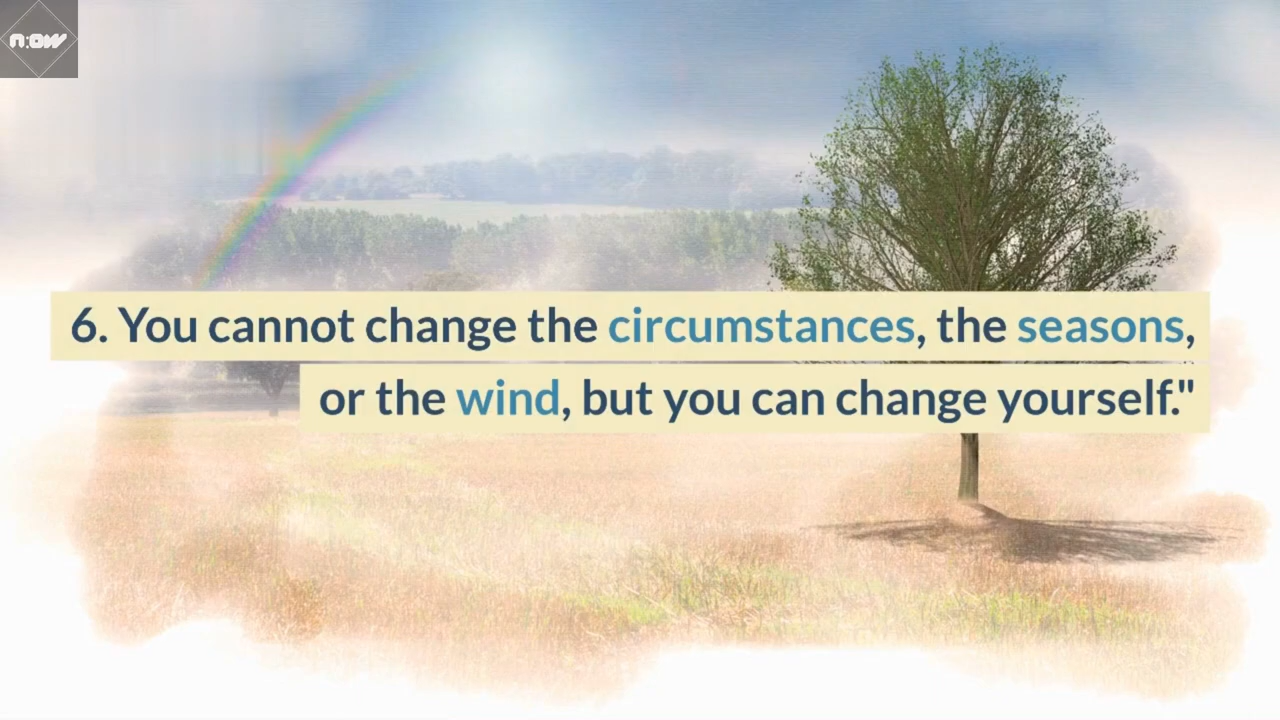 n:ow
6. You cannot change the circumstances, the seasons,
or the wind, but you can change yourself."